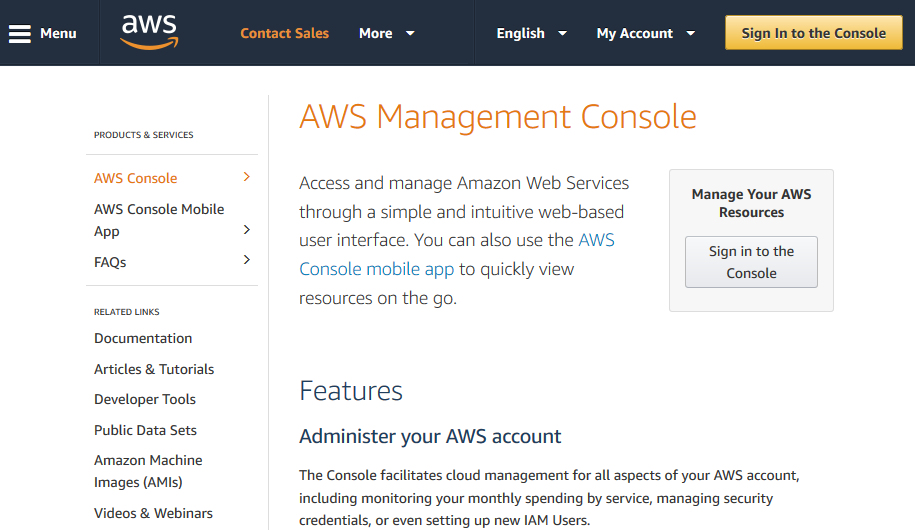 Menu
aws
Contact Sales
More
English
My Account
Sign In to the Console
PRODUCTS & SERVICES
AWS Console
AWS Console Mobile
App
FAQs
RELATED LINKS
Documentation
Articles & Tutorials
Developer Tools
Public Data Sets
Amazon Machine
Images (AMIs)
Videos & Webinars
AWS Management Console
Access and manage Amazon Web Services
through a simple and intuitive web-based
user interface. You can also use the AWS
Console mobile app to quickly view
resources on the go.
Manage Your AWS
Resources
Sign in to the
Console
Features
Administer your AWS account
The Console facilitates cloud management for all aspects of your AWS account,
including monitoring your monthly spending by service, managing security
credentials, or even setting up new IAM Users.